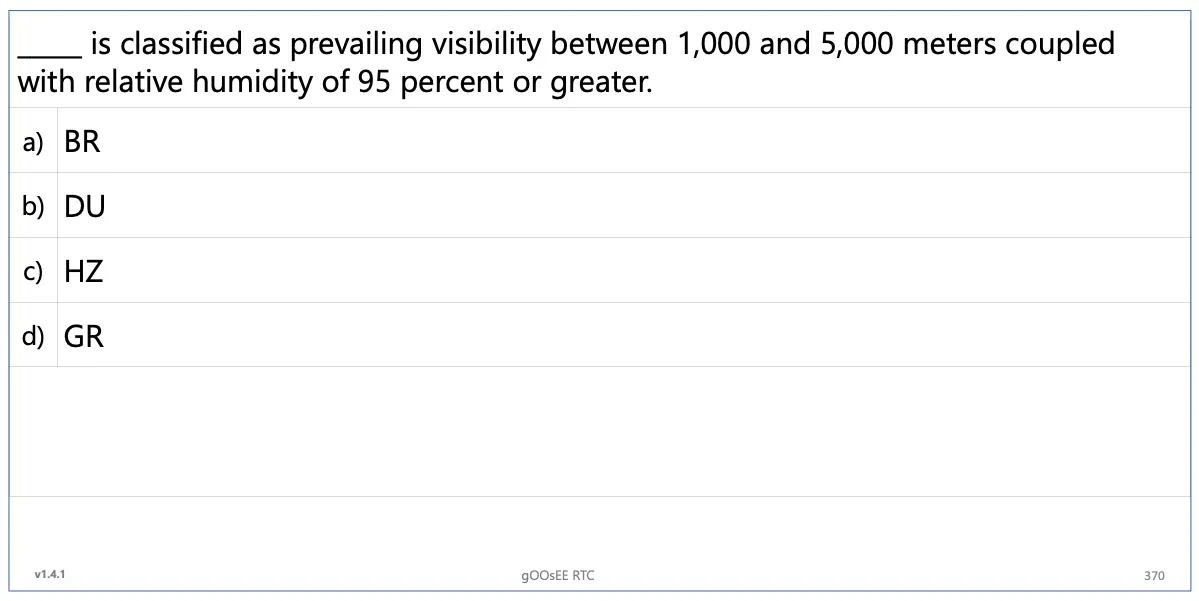 _____ is classified as prevailing visibility between 1,000 and 5,000 meters coupled
with relative humidity of 95 percent or greater.
a) BR
b) DU
c) HZ
d) GR
v1.4.1 gOOsEE RTC 370